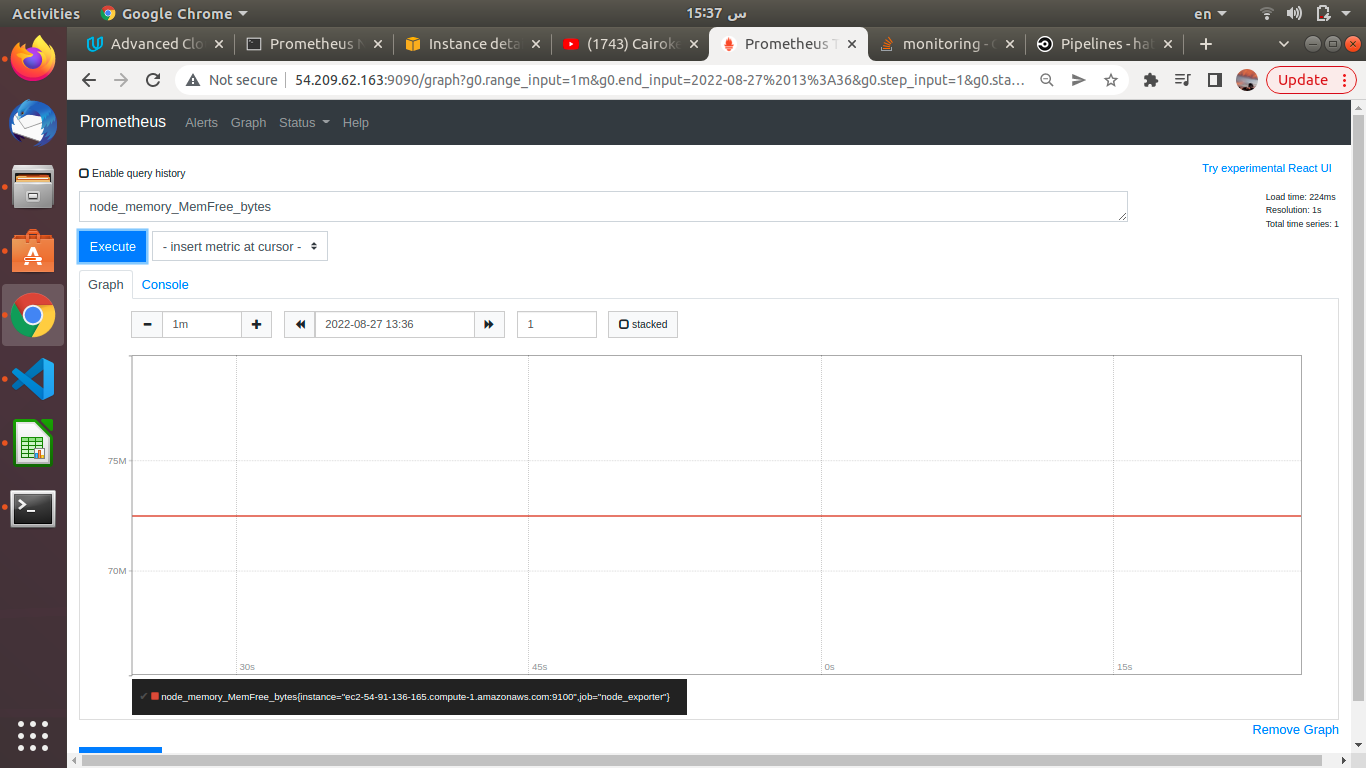 Activities
Google Chrome
15:37 س
en
Advanced Clo
Prometheus N
Instance deta
(1743) Cairoke
Prometheus T
monitoring - C
Pipelines - hat
Not secure
54.209.62.163:9090/graph?g0.range_input=1m&g0.end_input=2022-08-27%2013%3A36&g0.step_input=1&g0.sta...
Update
Prometheus
Alerts
Graph
Status
Help
Enable query history
Try experimental React UI
node_memory_MemFree_bytes
Load time: 224ms
Resolution: 1s
Total time series: 1
Execute
- insert metric at cursor -
Graph
Console
1m
2022-08-27 13:36
1
stacked
75M
70M
30s
45s
0s
15s
node_memory_MemFree_bytes{instance="ec2-54-91-136-165.compute-1.amazonaws.com:9100",job="node_exporter"}
Remove Graph